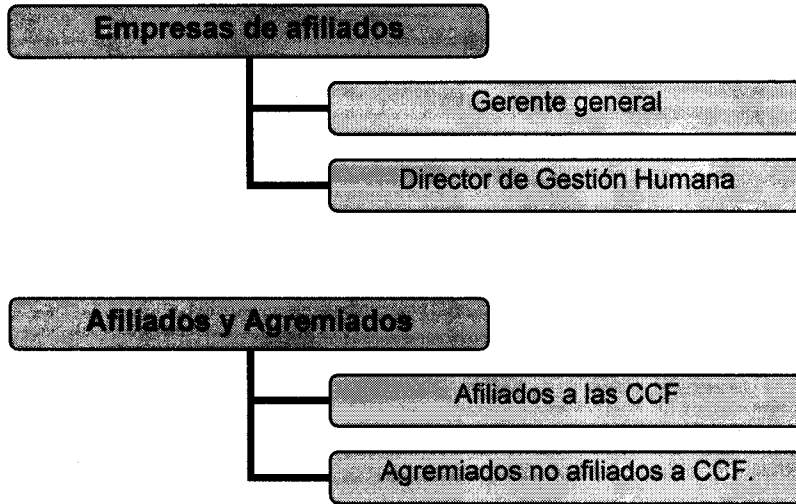 Empresas de afiliados
Gerente general
Director de Gestión Humana
Afiliados y Agremiados
Afiliados a las CCF
Agremiados no afiliados a CCF.